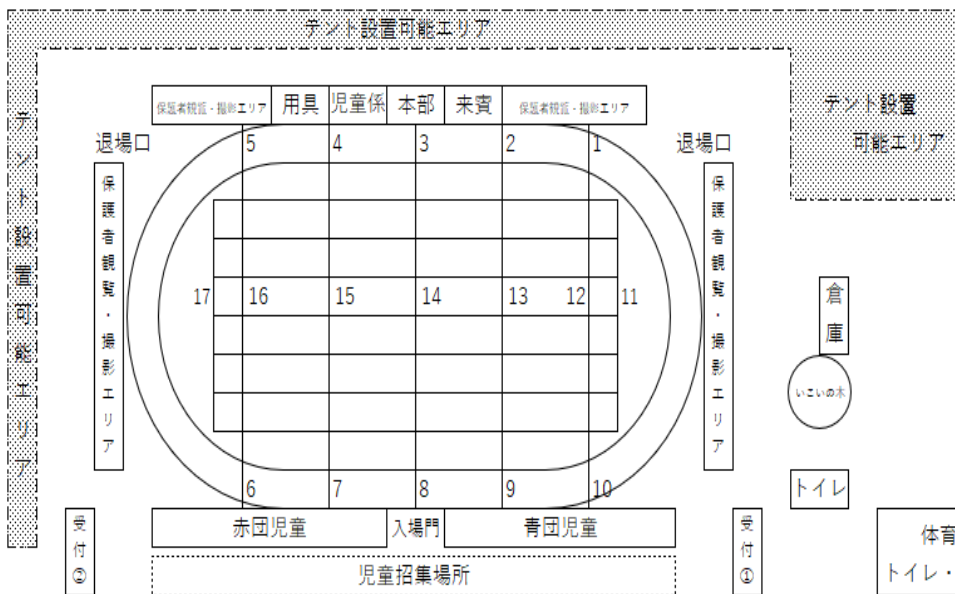 テント設置可能エリア
保護者観覧・撮影エリア
用具
児童係
本部
来賓
保護者観覧・撮影エリア
テント設置
可能エリア
テント設置可能エリア
退場口
5
4
3
2
1
退場口
保護者観覧・撮影エリア
保護者観覧・撮影エリア
17
16
15
14
13
12
11
倉庫
いこいの木
6
7
8
9
10
トイレ
受付②
赤団児童
入場門
青団児童
受付①
体育
トイレ・
児童招集場所